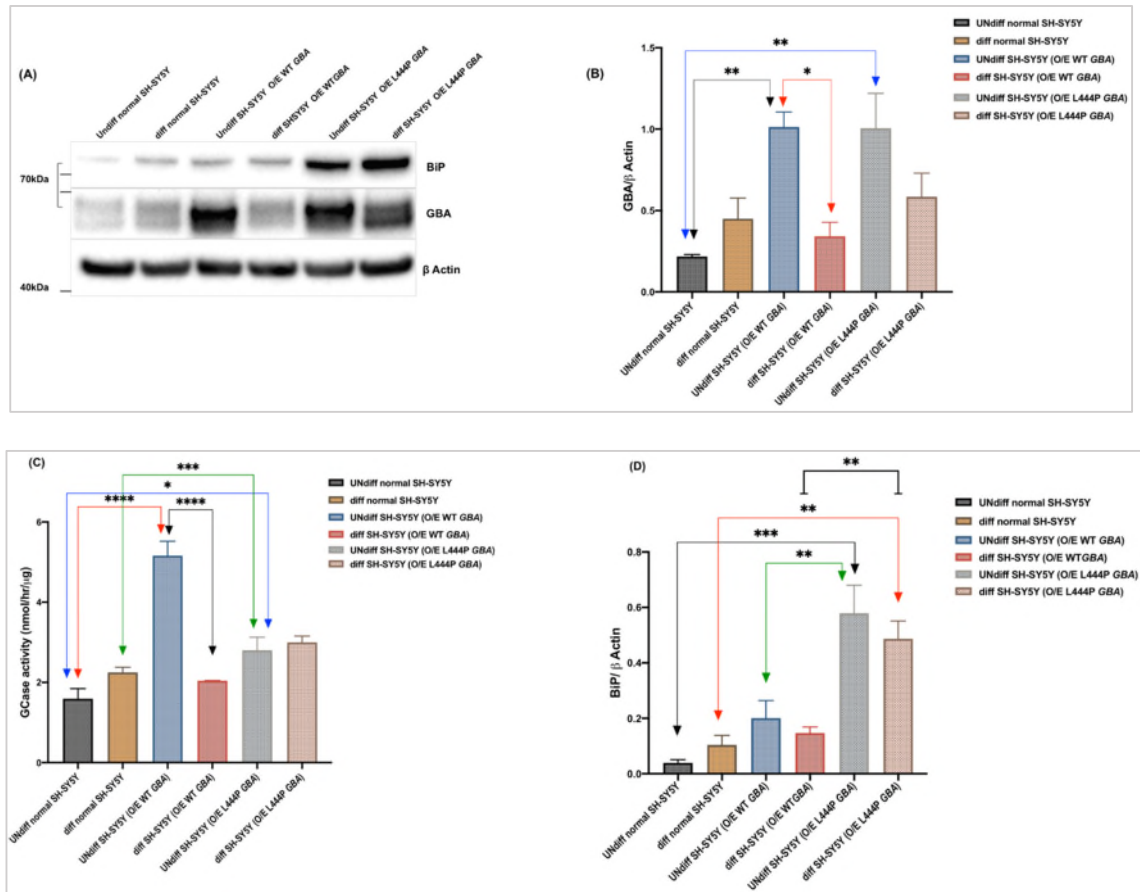 (A)
Undiff normal SH-SY5Y
diff normal SH-SY5Y
Undiff SH-SY5Y O/E WT GBA
diff SHSY5Y O/E WTGBA
Undiff SH-SY5Y O/E L444P GBA
diff SH-SY5Y O/E L444P GBA
70kDa
40kDa
BiP
GBA
β Actin
(B)
UNdiff normal SH-SY5Y
diff normal SH-SY5Y
UNdiff SH-SY5Y (O/E WT GBA)
diff SH-SY5Y (O/E WT GBA)
UNdiff SH-SY5Y (O/E L444P GBA)
diff SH-SY5Y (O/E L444P GBA)
**
** *
GBA/β Actin
1.5
1.0
0.5
0.0
UNdiff normal SH-SY5Y
diff normal SH-SY5Y
UNdiff SH-SY5Y (O/E WT GBA)
diff SH-SY5Y (O/E WT GBA)
UNdiff SH-SY5Y (O/E L444P GBA)
diff SH-SY5Y (O/E L444P GBA)
(C)
***
*
**** ****
UNdiff normal SH-SY5Y
diff normal SH-SY5Y
UNdiff SH-SY5Y (O/E WT GBA)
diff SH-SY5Y (O/E WT GBA)
UNdiff SH-SY5Y (O/E L444P GBA)
diff SH-SY5Y (O/E L444P GBA)
GCase activity (nmol/hr/µg)
6
4
2
0
UNdiff normal SH-SY5Y
diff normal SH-SY5Y
UNdiff SH-SY5Y (O/E WT GBA)
diff SH-SY5Y (O/E WT GBA)
UNdiff SH-SY5Y (O/E L444P GBA)
diff SH-SY5Y (O/E L444P GBA)
(D)
**
**
***
**
UNdiff normal SH-SY5Y
diff normal SH-SY5Y
UNdiff SH-SY5Y (O/E WT GBA)
diff SH-SY5Y (O/E WTGBA)
UNdiff SH-SY5Y (O/E L444P GBA)
diff SH-SY5Y (O/E L444P GBA)
BiP/ β Actin
0.8
0.6
0.4
0.2
0.0
UNdiff normal SH-SY5Y
diff normal SH-SY5Y
UNdiff SH-SY5Y (O/E WT GBA)
diff SH-SY5Y (O/E WTGBA)
UNdiff SH-SY5Y (O/E L444P GBA)
diff SH-SY5Y (O/E L444P GBA)